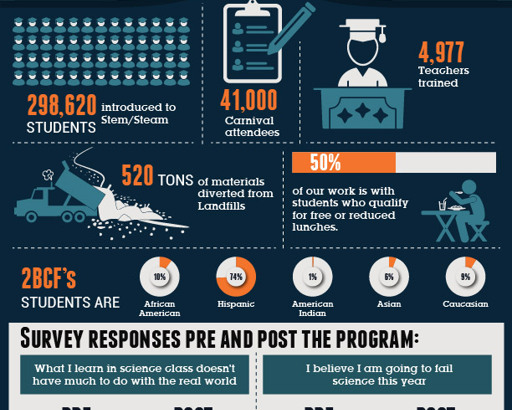 298,620 introduced to
STUDENTS Stem/Steam
41,000
Carnival
attendees
4,977
Teachers
trained
520 TONS of materials
diverted from
Landfills
50%
of our work is with
students who qualify
for free or reduced
lunches.
2BCF's
STUDENTS ARE
10%
African
American
74%
Hispanic
1%
American
Indian
6%
Asian
9%
Caucasian
SURVEY RESPONSES PRE AND POST THE PROGRAM:
What I learn in science class doesn't
have much to do with the real world
I believe I am going to fail
science this year
PRE POST PRE POST